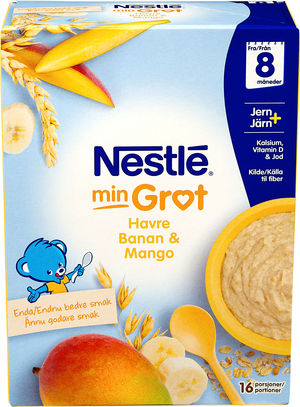 Fra/Från
8
måneder
Jern+
Järn
Kalsium,
Vitamin D
& Jod
Kilde/Källa
til fiber
Nestlé®
min Grøt
Havre
Banan &
Mango
Enda/Endnu bedre smak
Ännu godare smak
16 porsjoner/
portioner